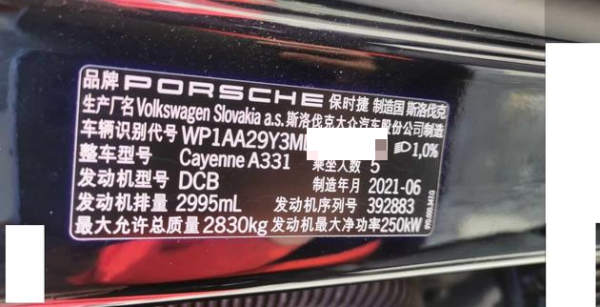 品牌 PORSCHE 保时捷 制造国 斯洛伐克
生产厂名 Volkswagen Slovakia a.s. 斯洛伐克大众汽车股份公司制造
车辆识别代号 WP1AA29Y3M 1,0%
整车型号 Cayenne A331 乘坐人数 5
发动机型号 DCB 制造年月 2021-06
发动机排量 2995mL 发动机序列号 392883
最大允许总质量 2830kg 发动机最大净功率 250kW